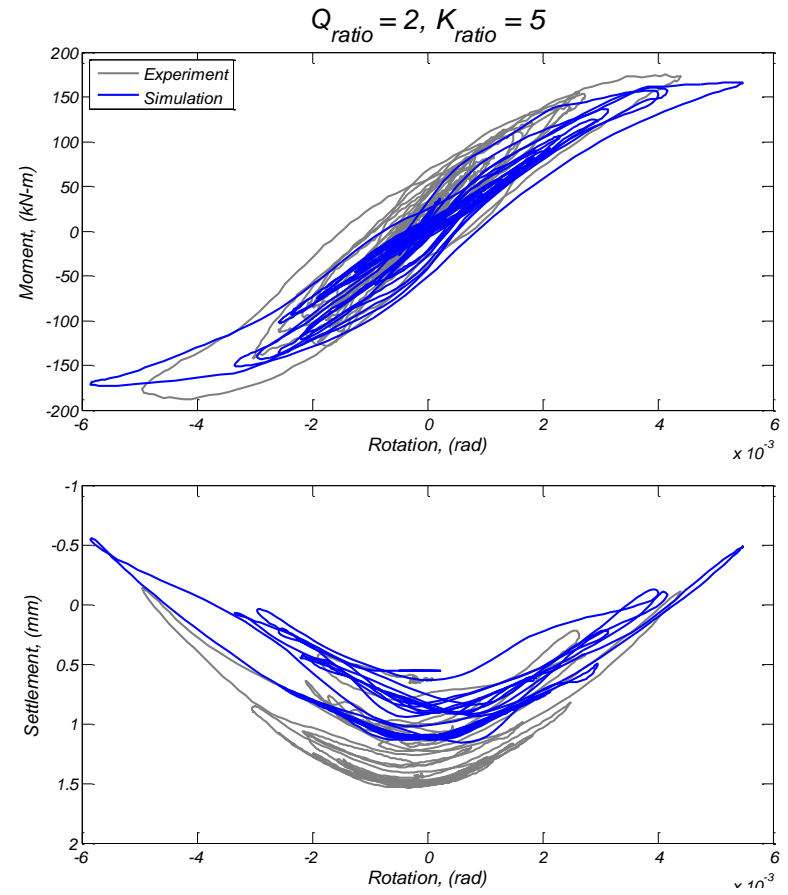 Q_ratio = 2, K_ratio = 5
200
150
100
50
0
-50
-100
-150
-200
Moment, (kN-m)
Experiment
Simulation
-6 -4 -2 0 2 4 6
Rotation, (rad)
x 10^-3
-1
-0.5
0
0.5
1
1.5
2
Settlement, (mm)
-6 -4 -2 0 2 4 6
Rotation, (rad)
x 10^-3